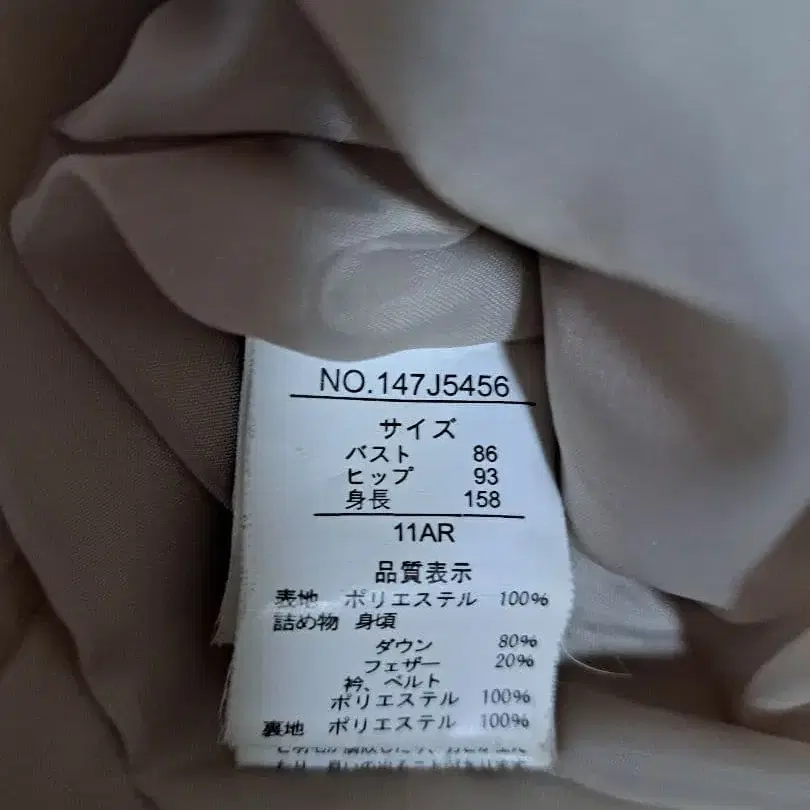 NO.147J5456
サイズ
バスト 86
ヒップ 93
身長 158
11AR
品質表示
表地 ポリエステル 100%
詰め物 身頃
ダウン 80%
フェザー 20%
衿、ベルト
ポリエステル 100%
裏地 ポリエステル 100%